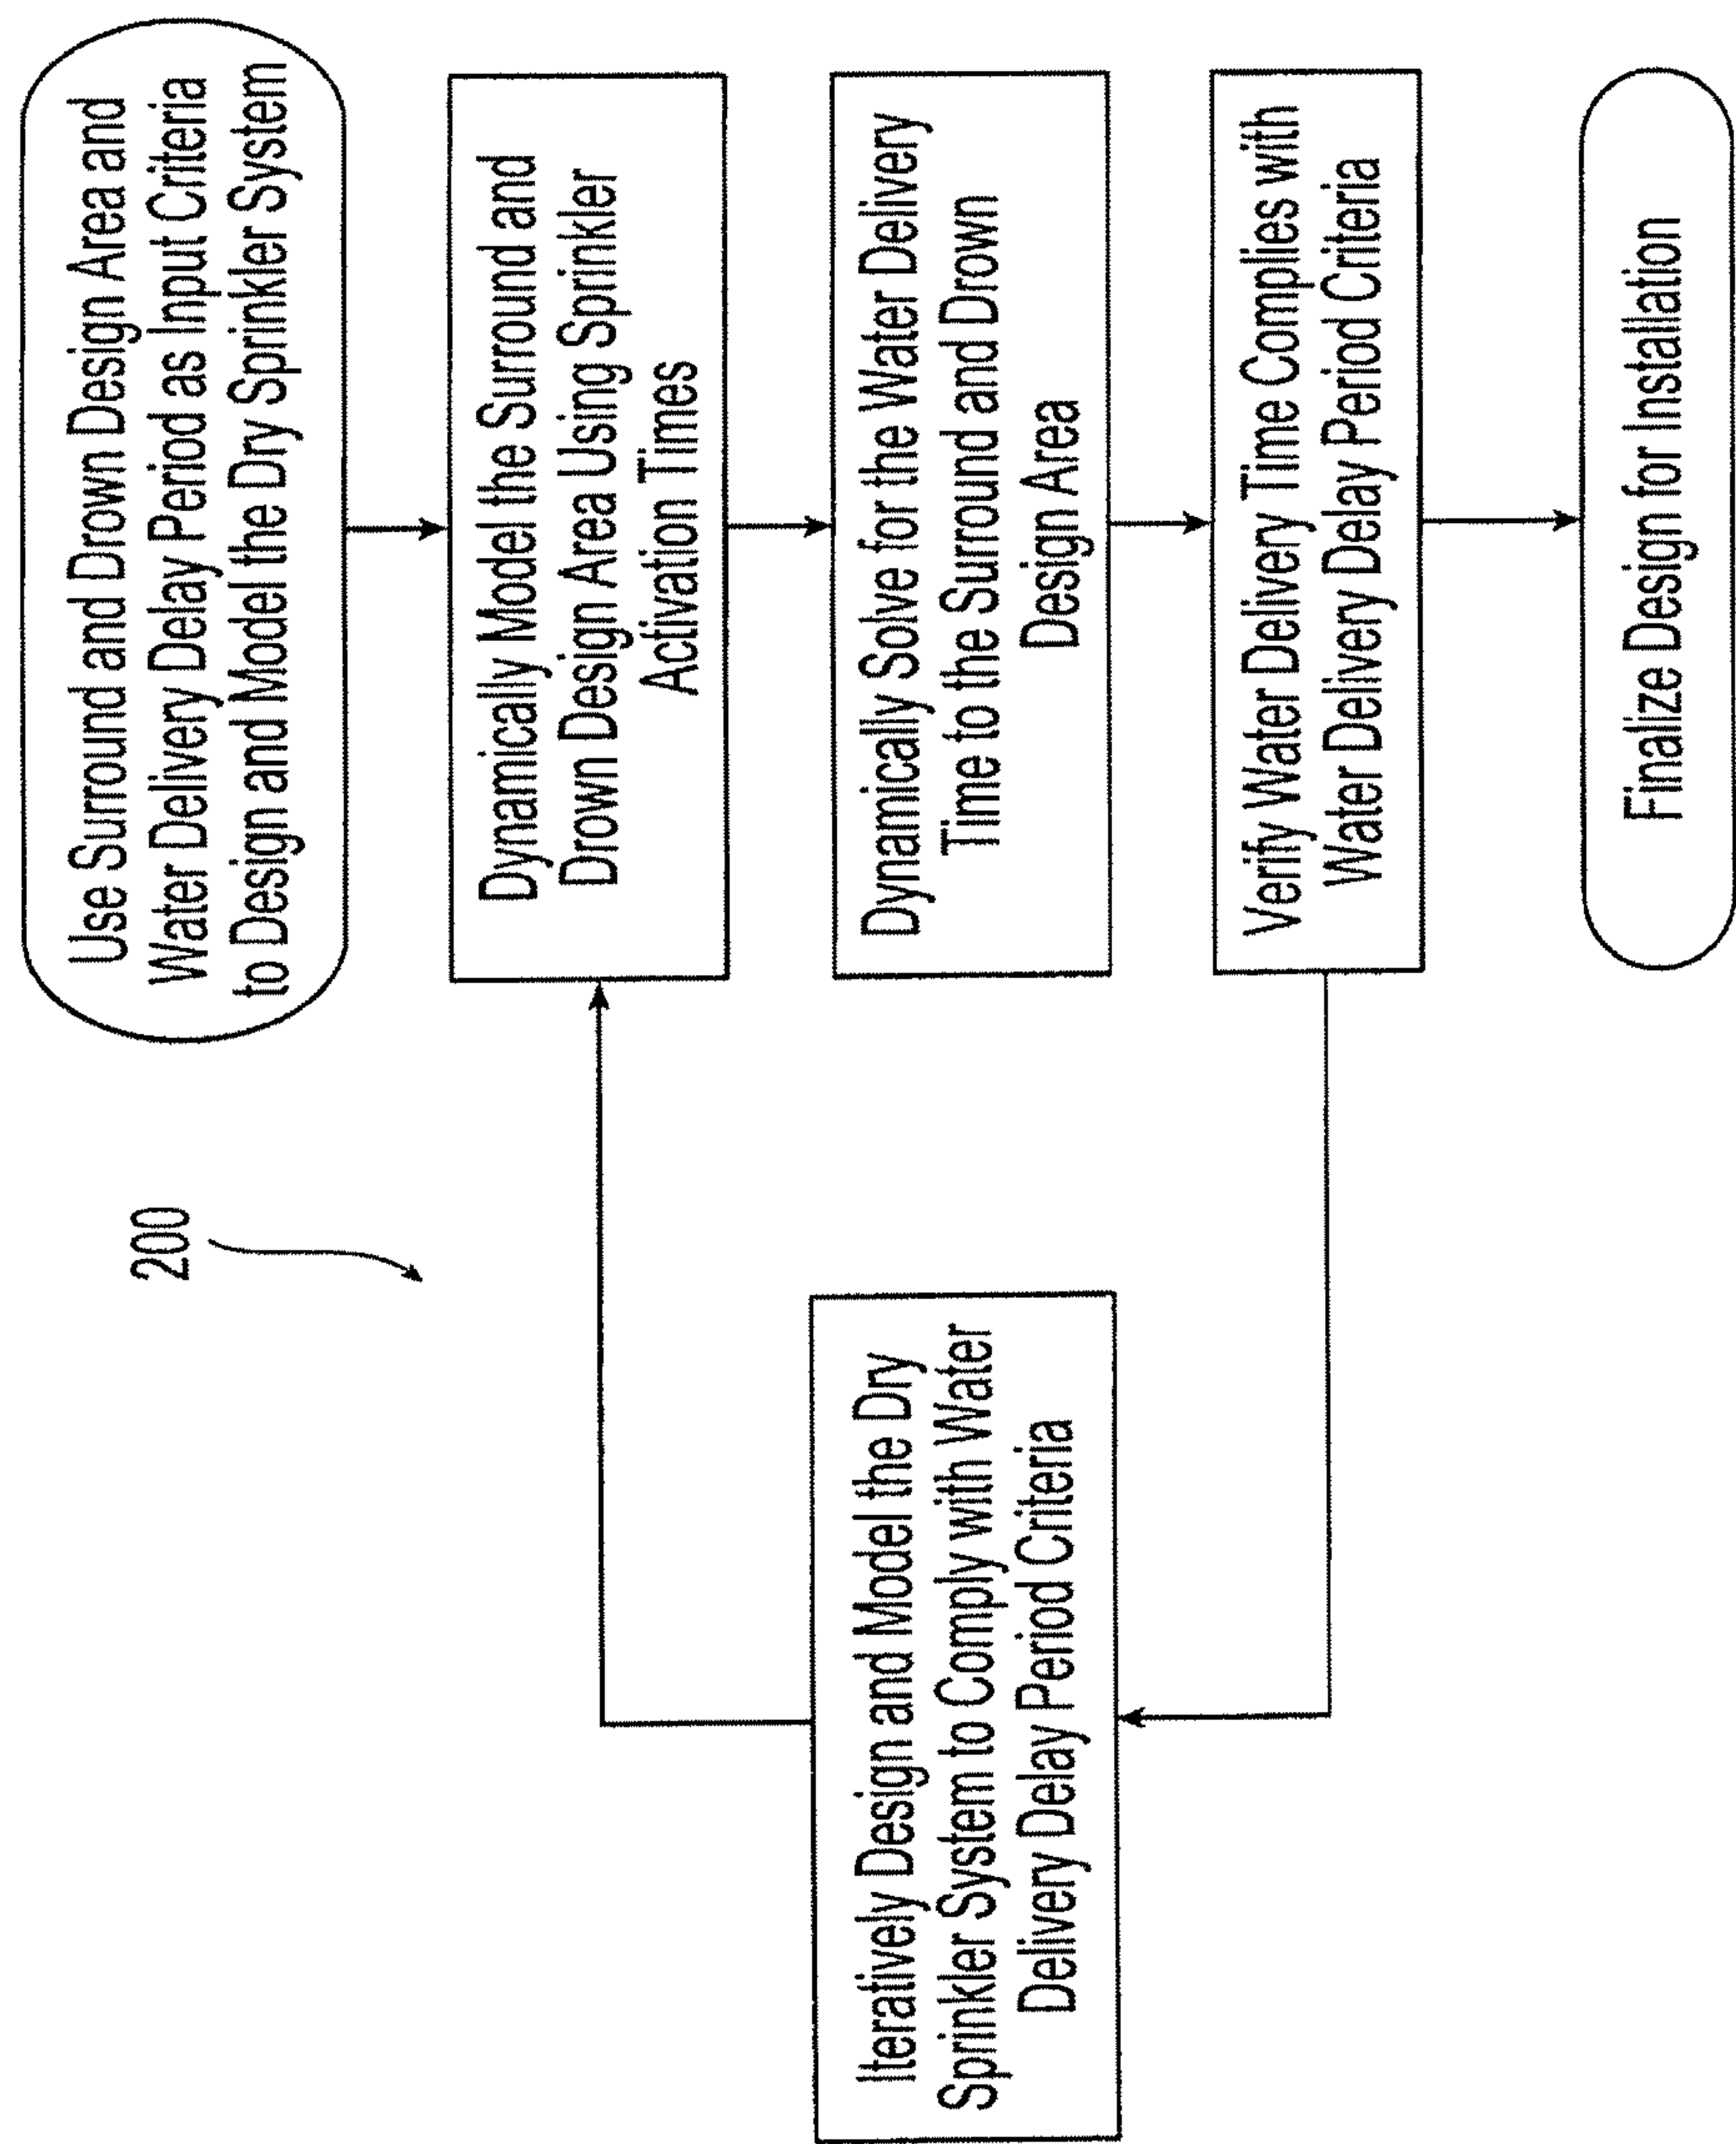 Use Surround and Drown Design Area and
Water Delivery Delay Period as Input Criteria
to Design and Model the Dry Sprinkler System
Dynamically Model the Surround and
Drown Design Area Using Sprinkler
Activation Times
Dynamically Solve for the Water Delivery
Time to the Surround and Drown
Design Area
Verify Water Delivery Time Complies with
Water Delivery Delay Period Criteria
Finalize Design for Installation
200
Iteratively Design and Model the Dry
Sprinkler System to Comply with Water
Delivery Delay Period Criteria